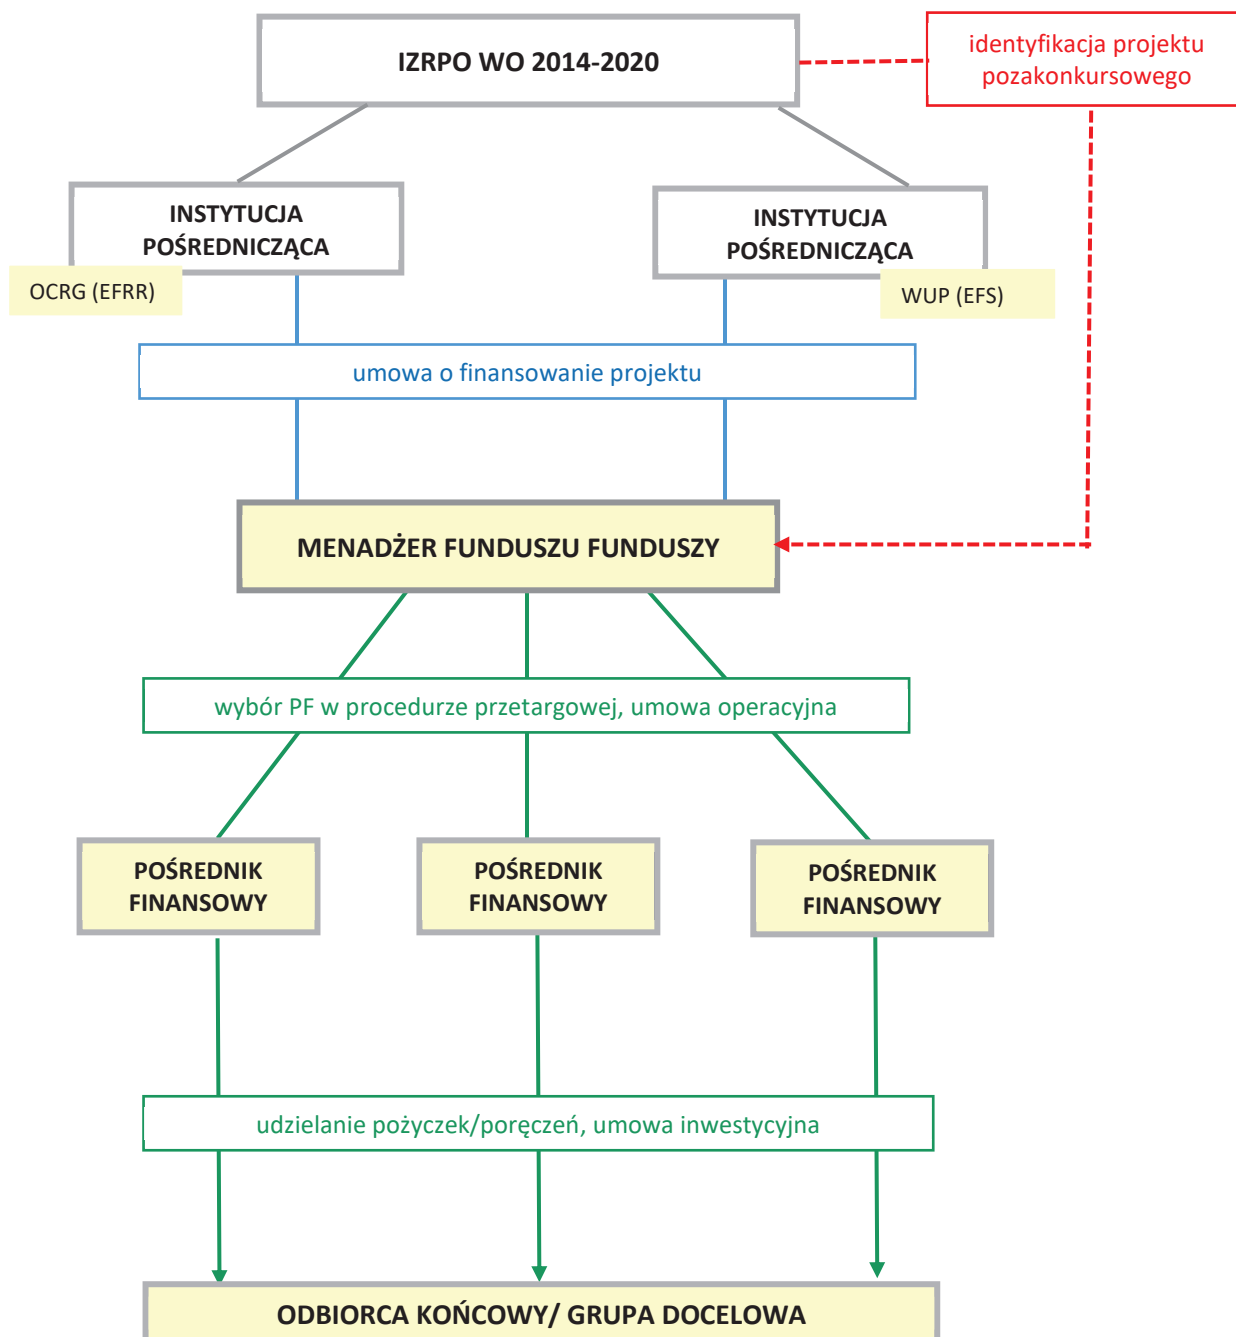 IZRPO WO 2014-2020
identyfikacja projektu
pozakonkursowego
INSTYTUCJA
POŚREDNICZĄCA
OCRG (EFRR)
INSTYTUCJA
POŚREDNICZĄCA
WUP (EFS)
umowa o finansowanie projektu
MENADŻER FUNDUSZU FUNDUSZY
wybór PF w procedurze przetargowej, umowa operacyjna
POŚREDNIK
FINANSOWY
POŚREDNIK
FINANSOWY
POŚREDNIK
FINANSOWY
udzielanie pożyczek/poręczeń, umowa inwestycyjna
ODBIORCA KOŃCOWY/ GRUPA DOCELOWA